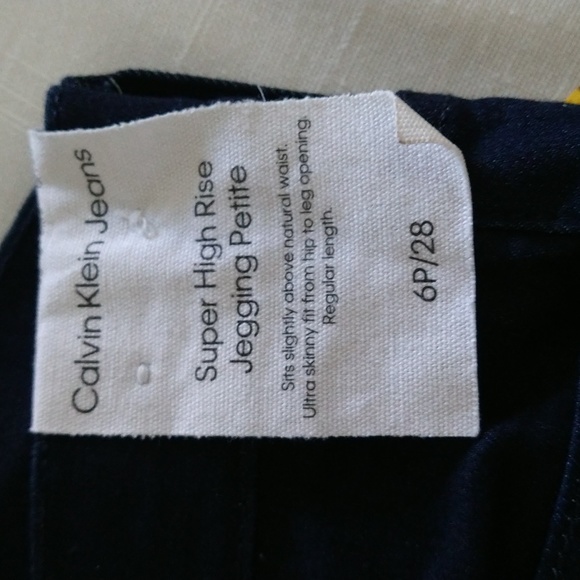 Calvin Klein Jeans
Super High Rise
Jegging Petite
Sits slightly above natural waist.
Ultra skinny fit from hip to leg opening.
Regular length.
6P/28